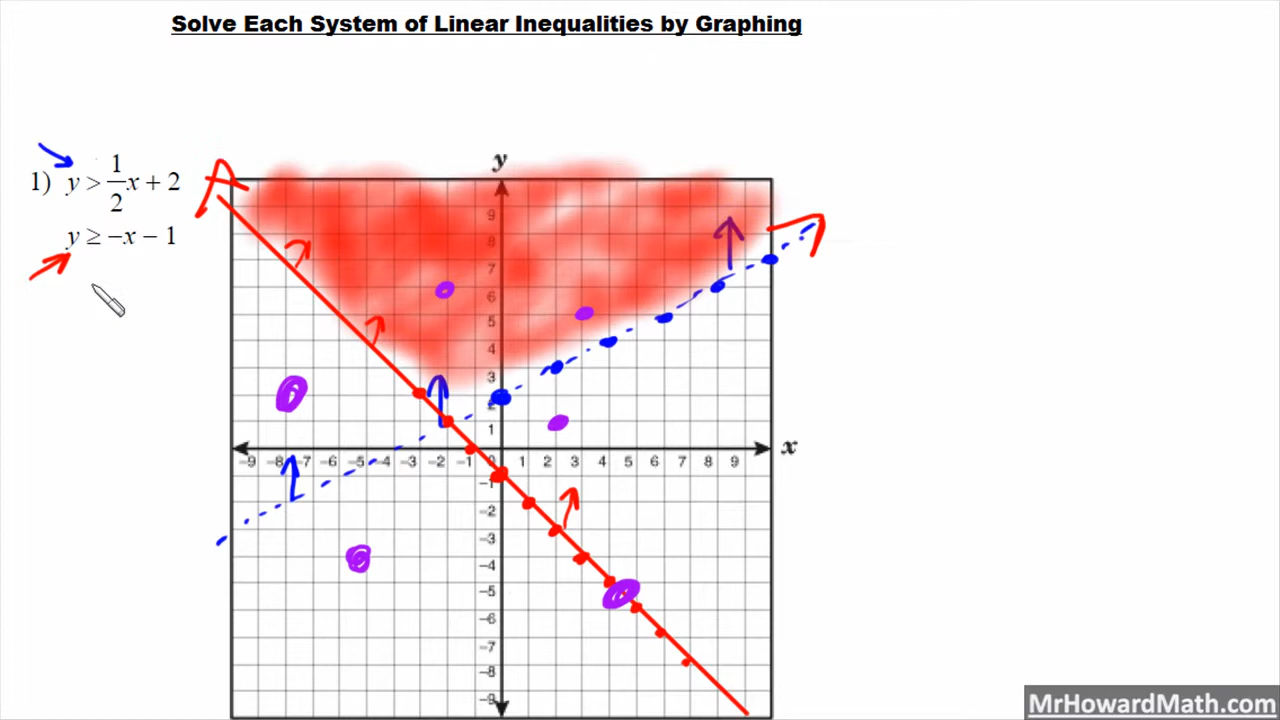 Solve Each System of Linear Inequalities by Graphing
1) y > 1/2 x + 2
y ≥ −x − 1
y
9
8
7
6
5
4
3
2
1
x
-9 -8 -7 -6 -5 -4 -3 -2 -1 0 1 2 3 4 5 6 7 8 9
-1
-2
-3
-4
-5
-6
-7
-8
-9
MrHowardMath.com